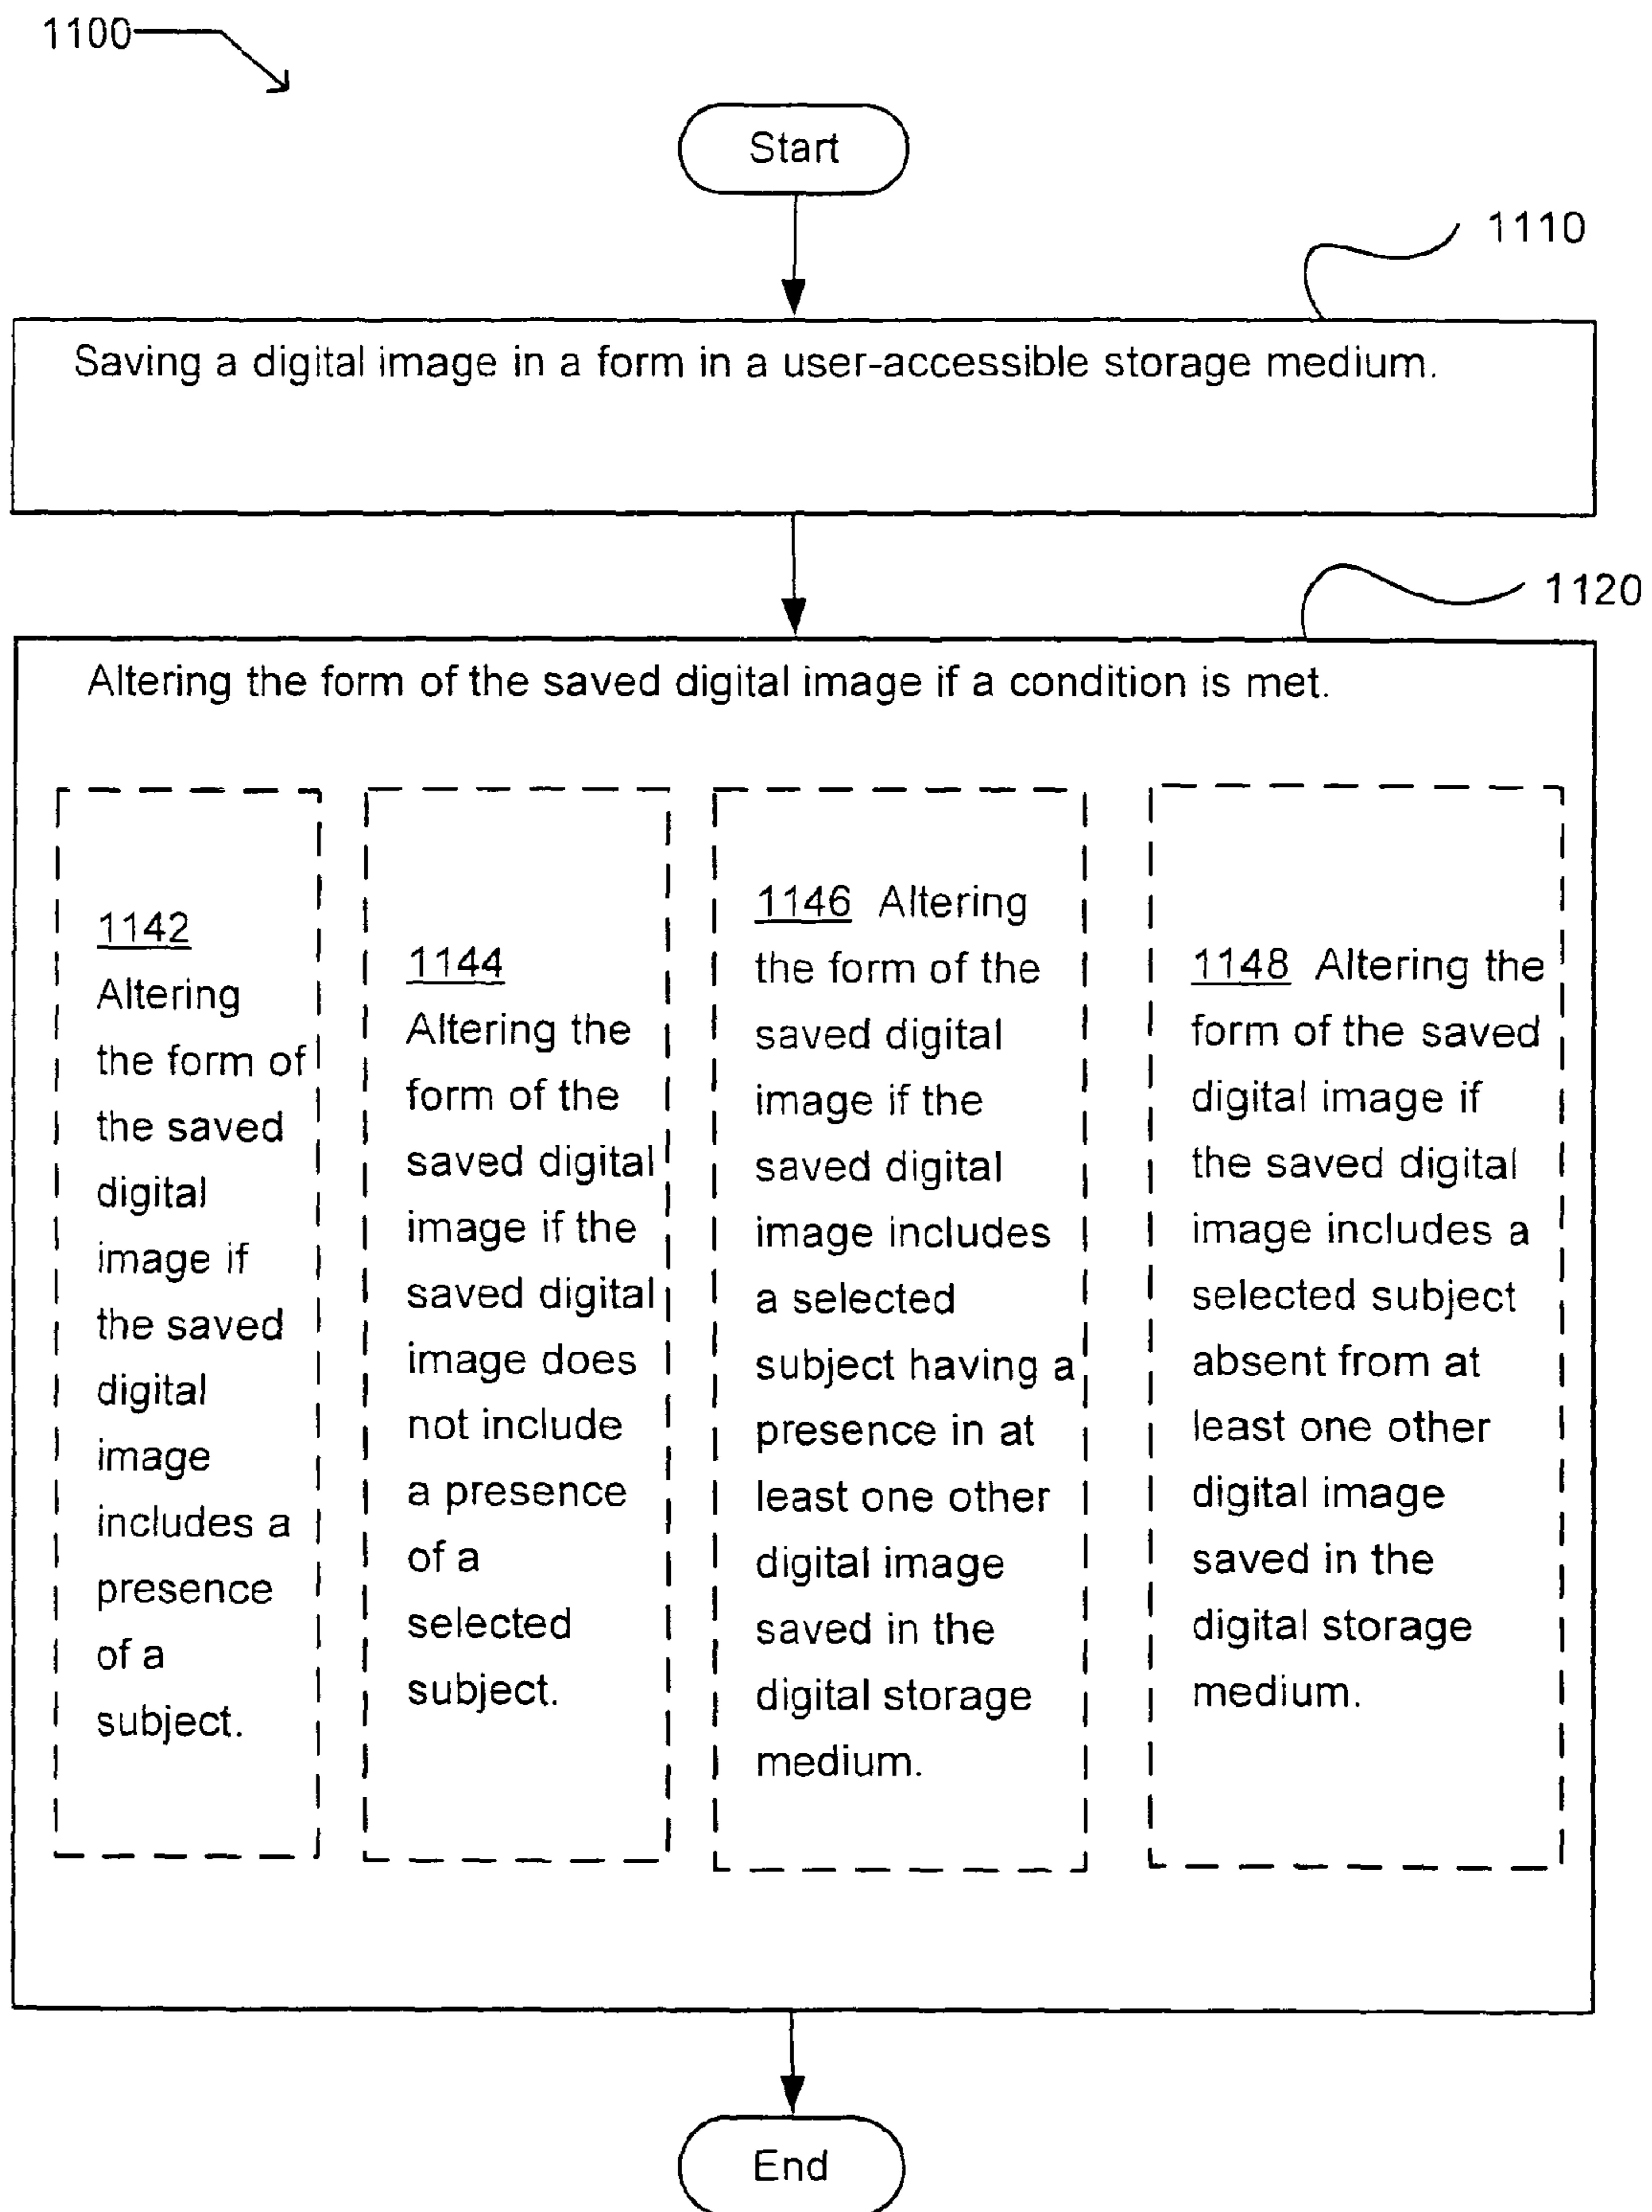 1100
Start
1110
Saving a digital image in a form in a user-accessible storage medium.
1120
Altering the form of the saved digital image if a condition is met.
1142
Altering
the form of
the saved
digital
image if
the saved
digital
image
includes a
presence
of a
subject.
1144
Altering the
form of the
saved digital
image if the
saved digital
image does
not include
a presence
of a
selected
subject.
1146 Altering
the form of the
saved digital
image if the
saved digital
image includes
a selected
subject having a
presence in at
least one other
digital image
saved in the
digital storage
medium.
1148 Altering the
form of the saved
digital image if
the saved digital
image includes a
selected subject
absent from at
least one other
digital image
saved in the
digital storage
medium.
End